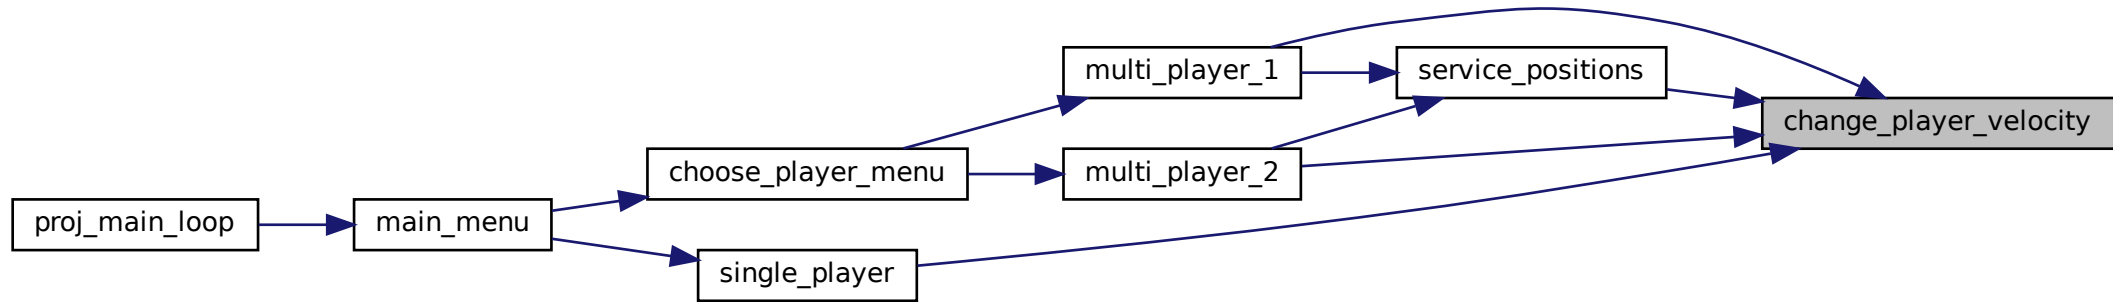 proj_main_loop
main_menu
choose_player_menu
single_player
multi_player_1
multi_player_2
service_positions
change_player_velocity